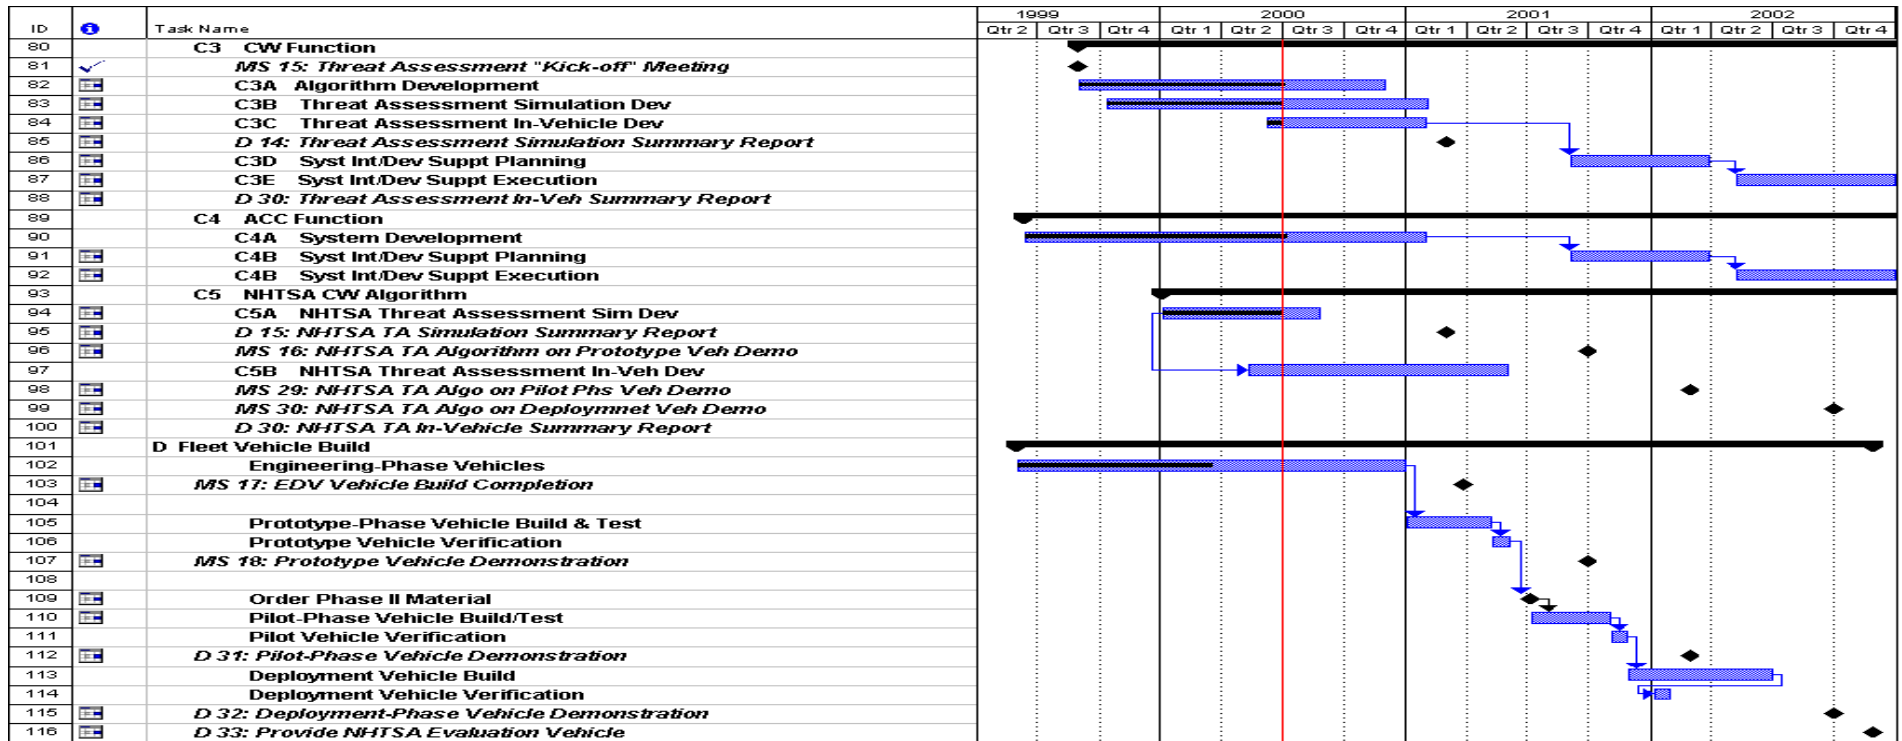 1999 2000 2001 2002
ID Task Name Qtr 2 Qtr 3 Qtr 4 Qtr 1 Qtr 2 Qtr 3 Qtr 4 Qtr 1 Qtr 2 Qtr 3 Qtr 4 Qtr 1 Qtr 2 Qtr 3 Qtr 4
80 C3 CW Function
81 MS 15: Threat Assessment "Kick-off" Meeting
82 C3A Algorithm Development
83 C3B Threat Assessment Simulation Dev
84 C3C Threat Assessment In-Vehicle Dev
85 D 14: Threat Assessment Simulation Summary Report
86 C3D Syst Int/Dev Suppt Planning
87 C3E Syst Int/Dev Suppt Execution
88 D 30: Threat Assessment In-Veh Summary Report
89 C4 ACC Function
90 C4A System Development
91 C4B Syst Int/Dev Suppt Planning
92 C4B Syst Int/Dev Suppt Execution
93 C5 NHTSA CW Algorithm
94 C5A NHTSA Threat Assessment Sim Dev
95 D 15: NHTSA TA Simulation Summary Report
96 MS 16: NHTSA TA Algorithm on Prototype Veh Demo
97 C5B NHTSA Threat Assessment In-Veh Dev
98 MS 29: NHTSA TA Algo on Pilot Phs Veh Demo
99 MS 30: NHTSA TA Algo on Deploymnet Veh Demo
100 D 30: NHTSA TA In-Vehicle Summary Report
101 D Fleet Vehicle Build
102 Engineering-Phase Vehicles
103 MS 17: EDV Vehicle Build Completion
104
105 Prototype-Phase Vehicle Build & Test
106 Prototype Vehicle Verification
107 MS 18: Prototype Vehicle Demonstration
108
109 Order Phase II Material
110 Pilot-Phase Vehicle Build/Test
111 Pilot Vehicle Verification
112 D 31: Pilot-Phase Vehicle Demonstration
113 Deployment Vehicle Build
114 Deployment Vehicle Verification
115 D 32: Deployment-Phase Vehicle Demonstration
116 D 33: Provide NHTSA Evaluation Vehicle